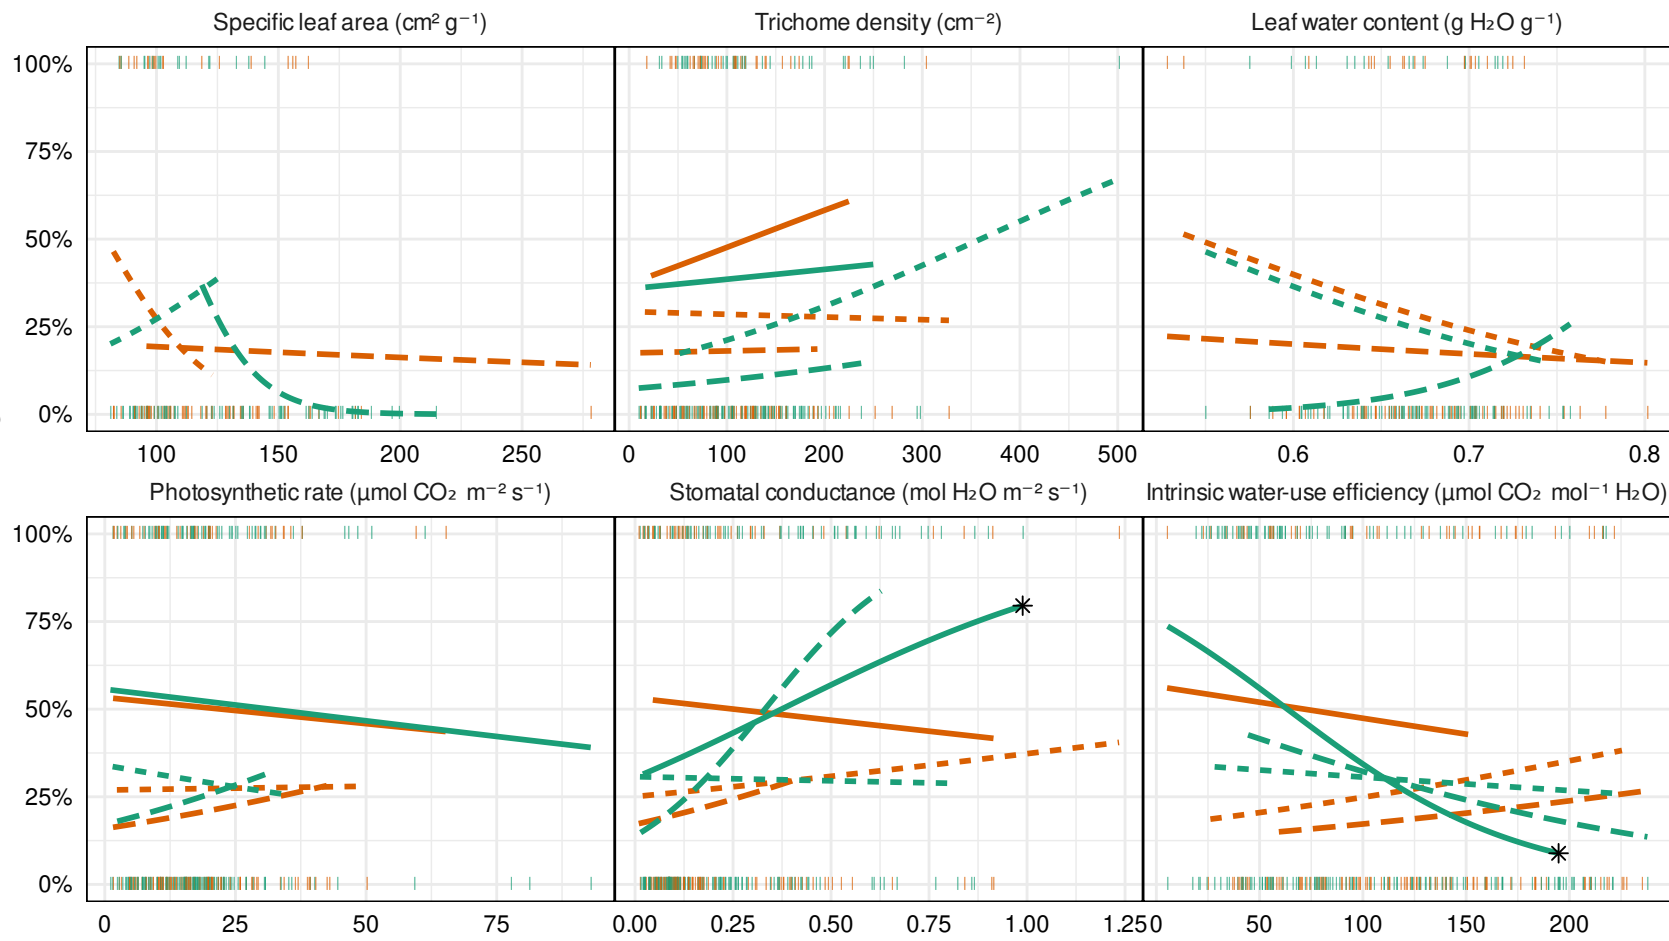 Specific leaf area (cm² g⁻¹) Trichome density (cm⁻²) Leaf water content (g H₂O g⁻¹)
100%
75%
50%
25%
0%
100 150 200 250 0 100 200 300 400 500 0.6 0.7 0.8
Photosynthetic rate (µmol CO₂ m⁻² s⁻¹) Stomatal conductance (mol H₂O m⁻² s⁻¹) Intrinsic water-use efficiency (µmol CO₂ mol⁻¹ H₂O)
100%
75%
50%
25%
0%
0 25 50 75 0.00 0.25 0.50 0.75 1.00 1.25 0 50 100 150 200